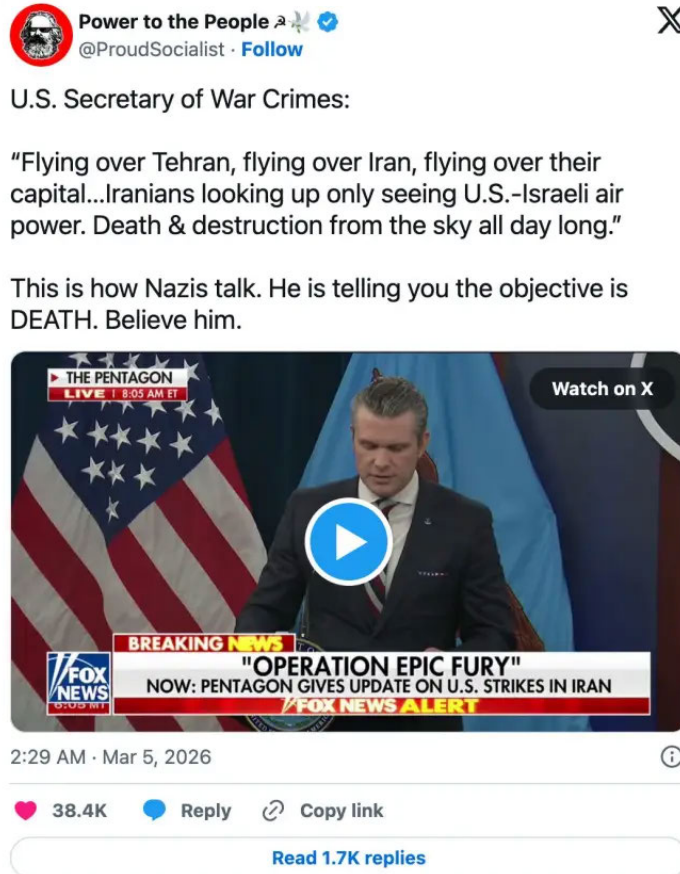 Power to the People
@ProudSocialist · Follow
U.S. Secretary of War Crimes:
“Flying over Tehran, flying over Iran, flying over their
capital...Iranians looking up only seeing U.S.-Israeli air
power. Death & destruction from the sky all day long.”
This is how Nazis talk. He is telling you the objective is
DEATH. Believe him.
THE PENTAGON
LIVE | 8:05 AM ET
Watch on X
BREAKING NEWS
"OPERATION EPIC FURY"
NOW: PENTAGON GIVES UPDATE ON U.S. STRIKES IN IRAN
FOX NEWS
FOX NEWS ALERT
2:29 AM · Mar 5, 2026
38.4K
Reply
Copy link
Read 1.7K replies